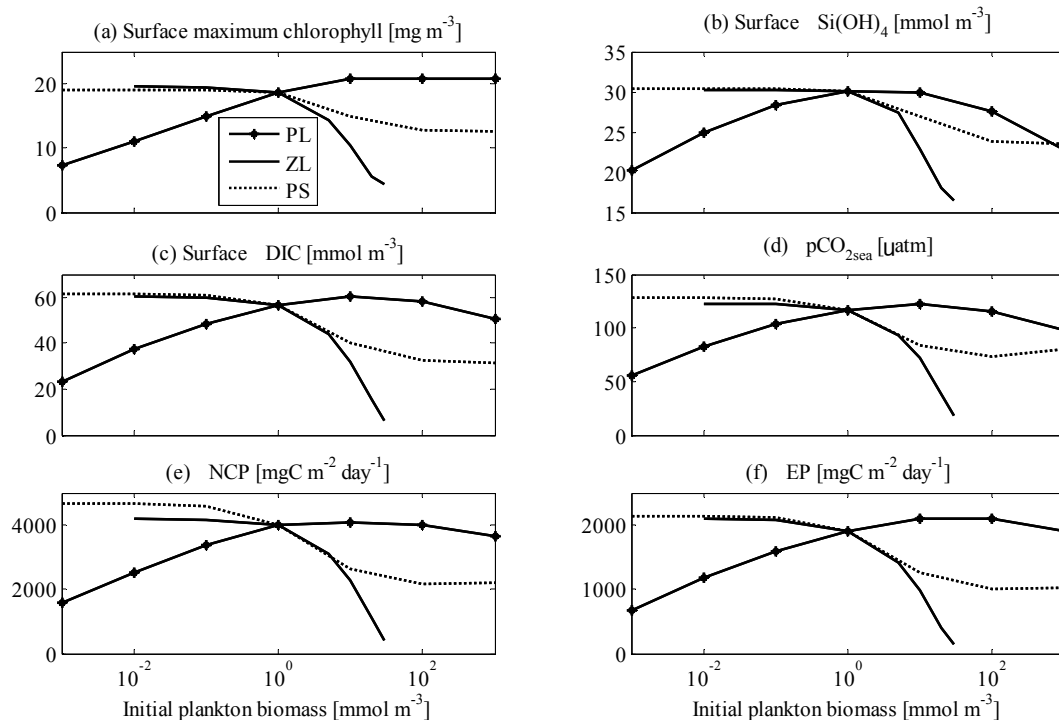 (a) Surface maximum chlorophyll [mg m⁻³]
20
10
0
PL
ZL
PS
(b) Surface Si(OH)₄ [mmol m⁻³]
35
30
25
20
15
(c) Surface DIC [mmol m⁻³]
60
40
20
0
(d) pCO₂sea [μatm]
150
100
50
0
(e) NCP [mgC m⁻² day⁻¹]
4000
2000
0
10⁻² 10⁰ 10²
Initial plankton biomass [mmol m⁻³]
(f) EP [mgC m⁻² day⁻¹]
2000
1000
0
10⁻² 10⁰ 10²
Initial plankton biomass [mmol m⁻³]